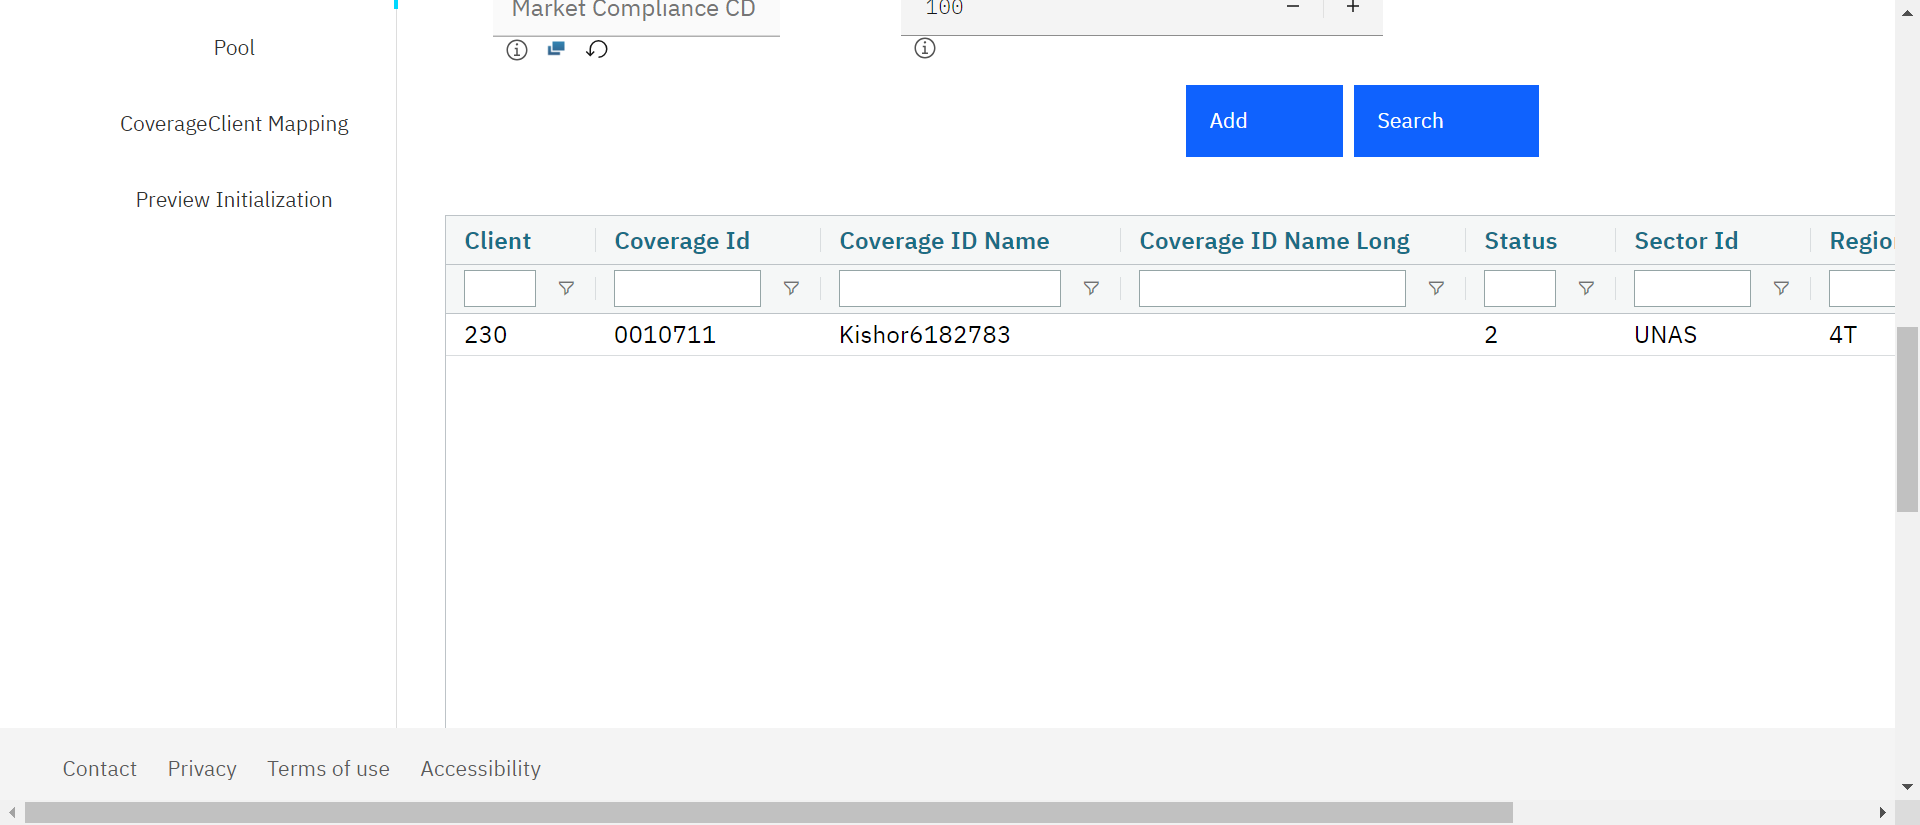 Market Compliance CD
100
Pool
CoverageClient Mapping
Preview Initialization
Add
Search
Client Coverage Id Coverage ID Name Coverage ID Name Long Status Sector Id Regio
230 0010711 Kishor6182783 2 UNAS 4T
Contact Privacy Terms of use Accessibility